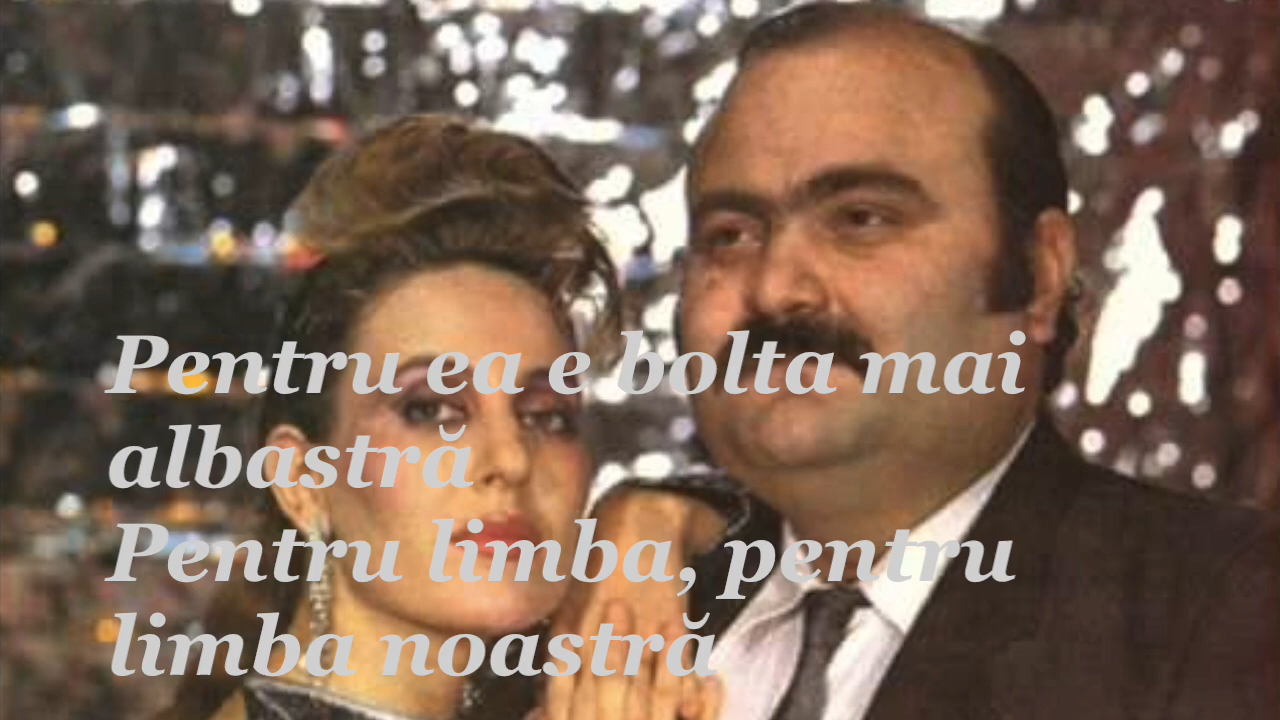 Pentru ea e bolta mai
albastră
Pentru limba, pentru
limba noastră